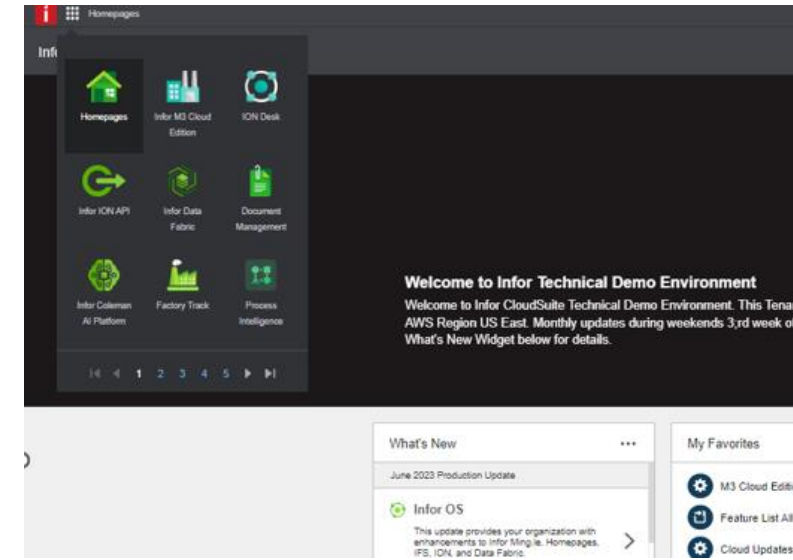 i
Homepages
Info
Homepages
Infor M3 Cloud
Edition
ION Desk
Infor ION API
Infor Data
Fabric
Document
Management
Infor Coleman
AI Platform
Factory Track
Process
Intelligence
1 2 3 4 5
Welcome to Infor Technical Demo Environment
Welcome to Infor CloudSuite Technical Demo Environment. This Tena
AWS Region US East. Monthly updates during weekends 3;rd week of
What's New Widget below for details.
What's New
...
My Favorites
June 2023 Production Update
Infor OS
This update provides your organization with
enhancements to Infor Ming.le, Homepages,
IFS, ION, and Data Fabric.
M3 Cloud Editi
Feature List All
Cloud Updates